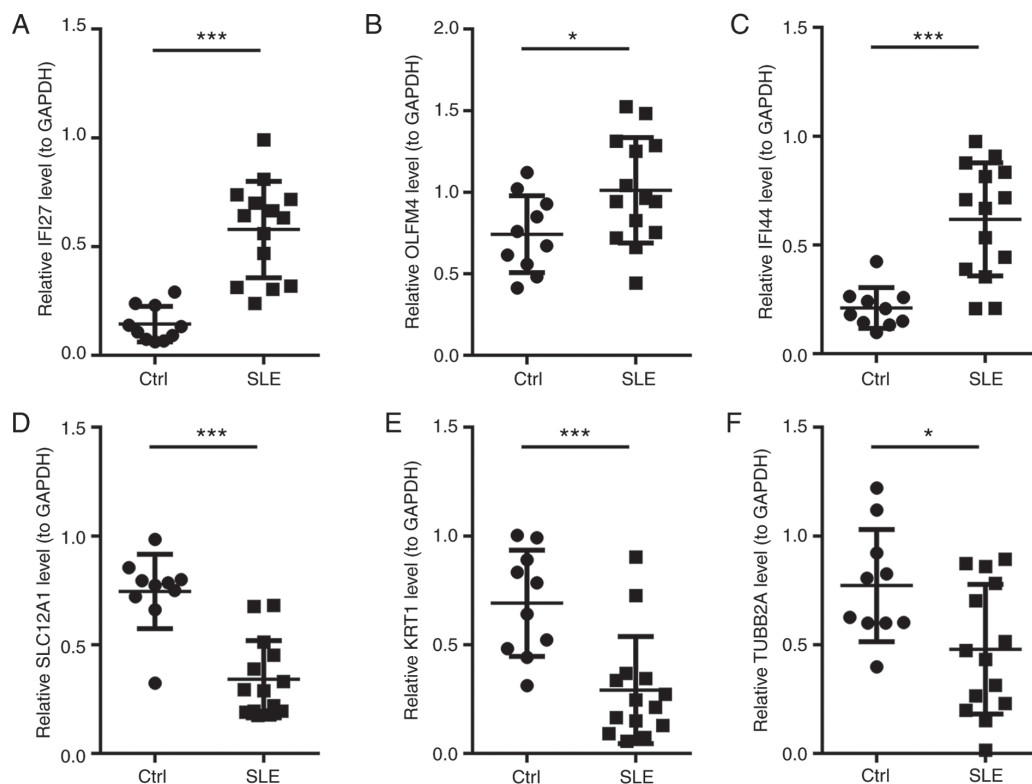 A
Relative IFI27 level (to GAPDH)
1.5
1.0
0.5
0.0
***
Ctrl
SLE
B
Relative OLFM4 level (to GAPDH)
2.0
1.5
1.0
0.5
0.0
*
Ctrl
SLE
C
Relative IFI44 level (to GAPDH)
1.5
1.0
0.5
0.0
***
Ctrl
SLE
D
Relative SLC12A1 level (to GAPDH)
1.5
1.0
0.5
0.0
***
Ctrl
SLE
E
Relative KRT1 level (to GAPDH)
1.5
1.0
0.5
0.0
***
Ctrl
SLE
F
Relative TUBB2A level (to GAPDH)
1.5
1.0
0.5
0.0
*
Ctrl
SLE